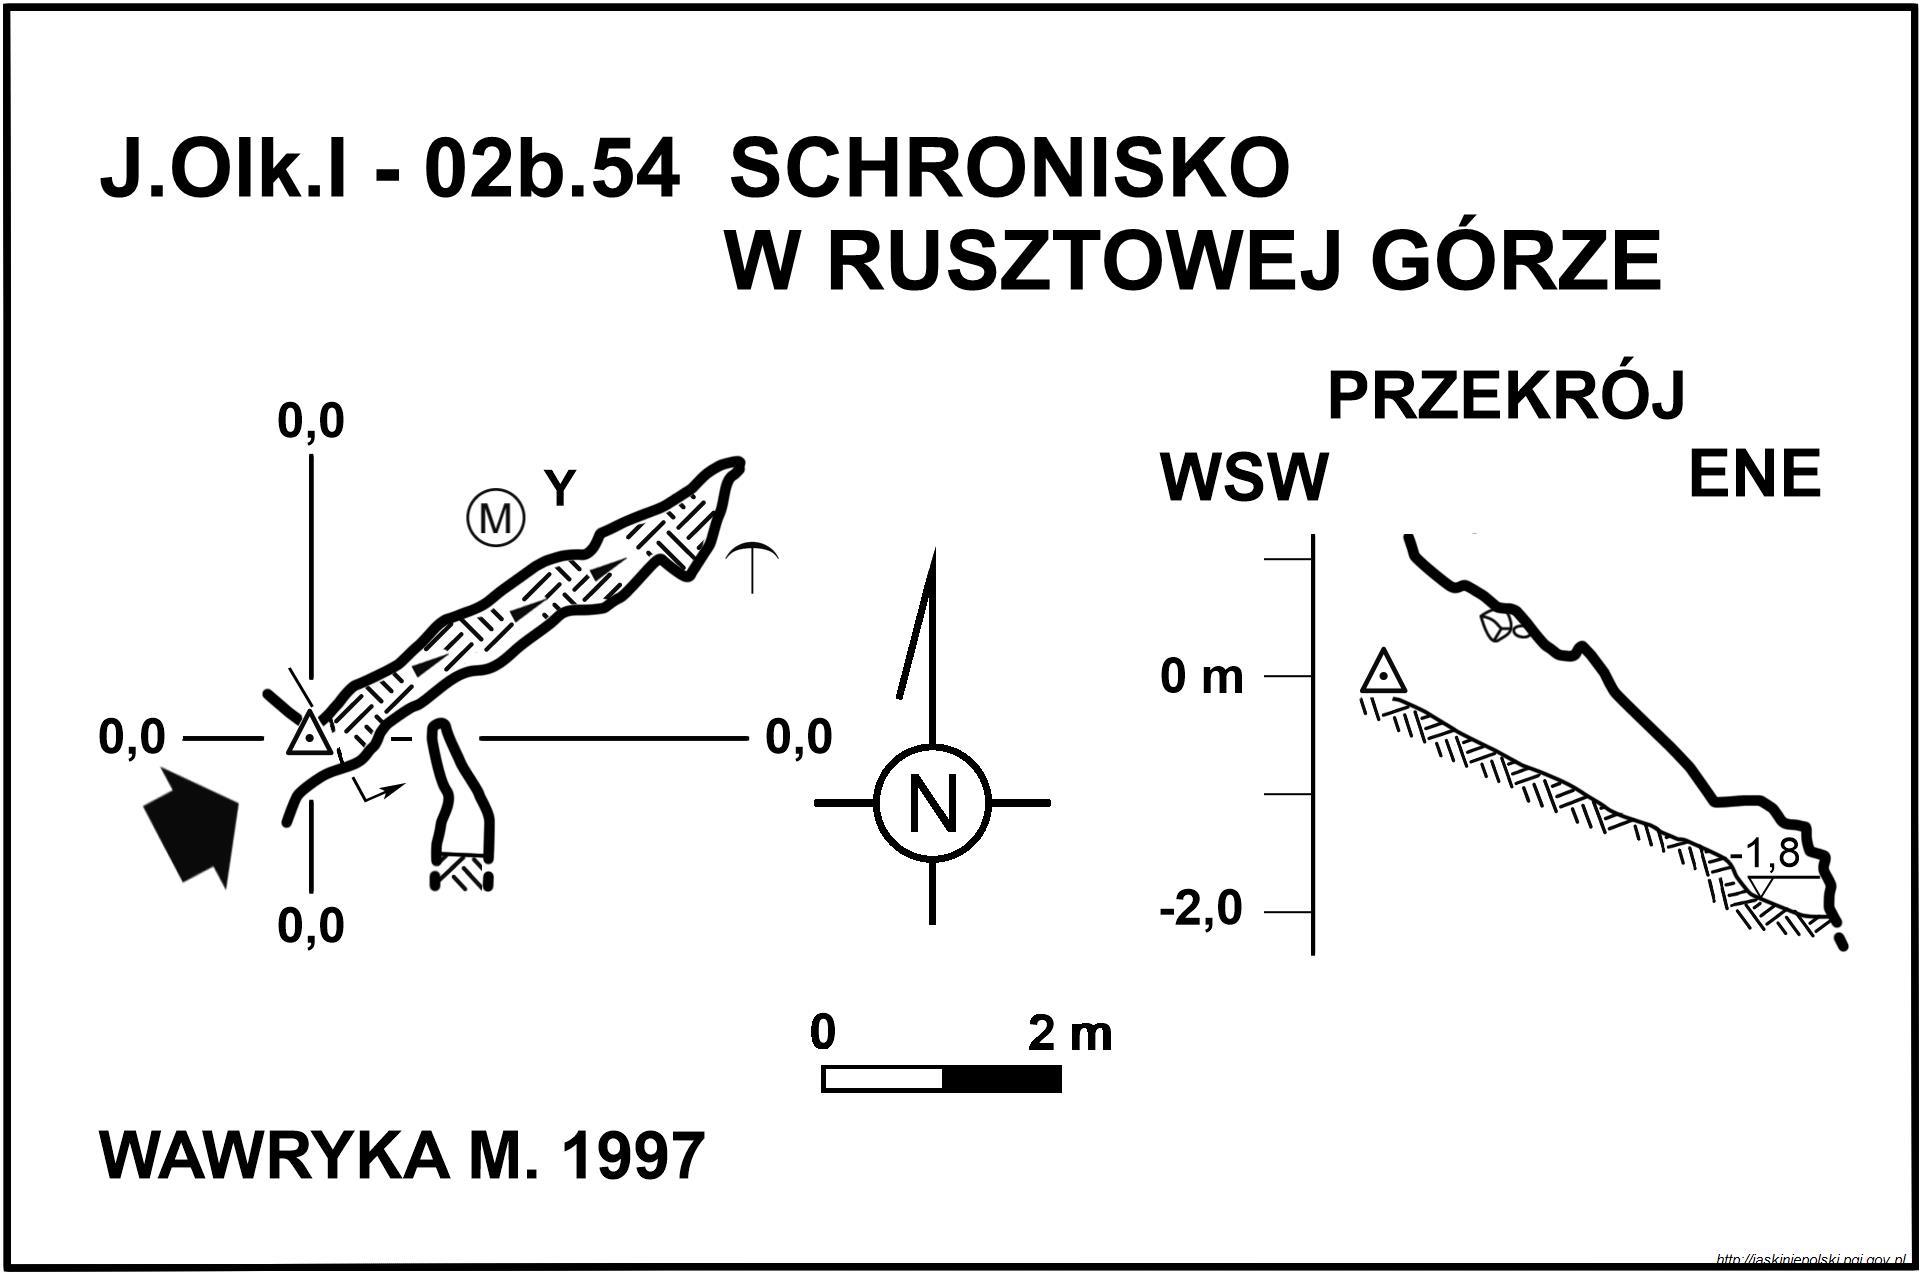 J.Olk.I - 02b.54 SCHRONISKO
W RUSZTOWEJ GÓRZE
PRZEKRÓJ
WSW
ENE
0,0
Y
M
0,0
0,0
0,0
N
0 m
-1,8
-2,0
0
2 m
WAWRYKA M. 1997
http://jaskiniepolski.pgi.gov.pl